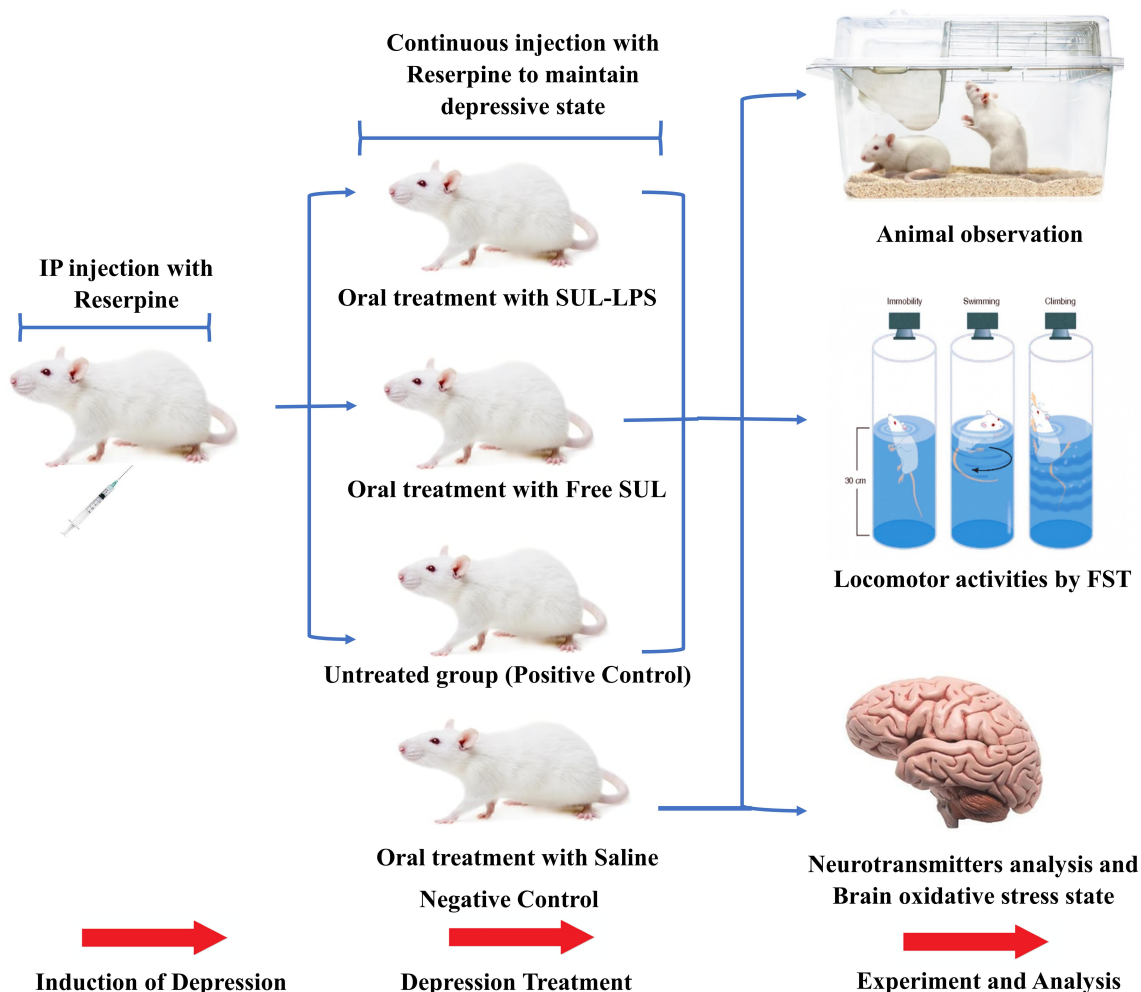 IP injection with
Reserpine
Continuous injection with
Reserpine to maintain
depressive state
Oral treatment with SUL-LPS
Oral treatment with Free SUL
Untreated group (Positive Control)
Oral treatment with Saline
Negative Control
Animal observation
Immobility
Swimming
Climbing
30 cm
Locomotor activities by FST
Neurotransmitters analysis and
Brain oxidative stress state
Induction of Depression
Depression Treatment
Experiment and Analysis